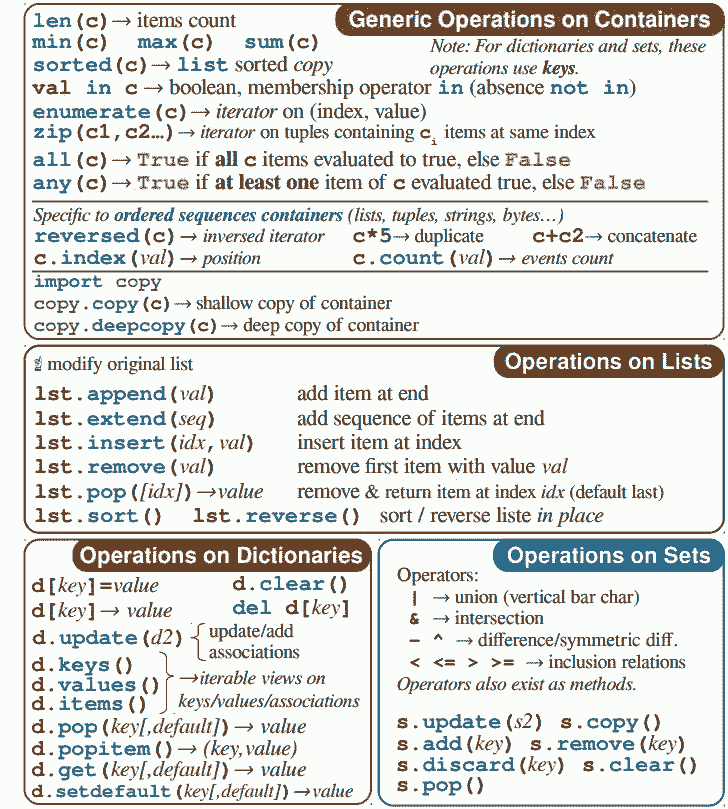 Generic Operations on Containers
len(c)→ items count
min(c) max(c) sum(c)
Note: For dictionaries and sets, these operations use keys.
sorted(c)→ list sorted copy
val in c → boolean, membership operator in (absence not in)
enumerate(c)→ iterator on (index, value)
zip(c1,c2…)→ iterator on tuples containing cᵢ items at same index
all(c)→ True if all c items evaluated to true, else False
any(c)→ True if at least one item of c evaluated true, else False
Specific to ordered sequences containers (lists, tuples, strings, bytes…)
reversed(c)→ inversed iterator c*5→ duplicate c+c2→ concatenate
c.index(val)→ position c.count(val)→ events count
import copy
copy.copy(c)→ shallow copy of container
copy.deepcopy(c)→ deep copy of container
Operations on Lists
☝ modify original list
lst.append(val) add item at end
lst.extend(seq) add sequence of items at end
lst.insert(idx,val) insert item at index
lst.remove(val) remove first item with value val
lst.pop([idx])→value remove & return item at index idx (default last)
lst.sort() lst.reverse() sort / reverse liste in place
Operations on Dictionaries
d[key]=value d.clear()
d[key]→ value del d[key]
d.update(d2) update/add
associations
d.keys()
d.values() →iterable views on
d.items() keys/values/associations
d.pop(key[,default])→ value
d.popitem()→ (key,value)
d.get(key[,default])→ value
d.setdefault(key[,default])→value
Operations on Sets
Operators:
| → union (vertical bar char)
& → intersection
- ^ → difference/symmetric diff.
< <= > >= → inclusion relations
Operators also exist as methods.
s.update(s2) s.copy()
s.add(key) s.remove(key)
s.discard(key) s.clear()
s.pop()